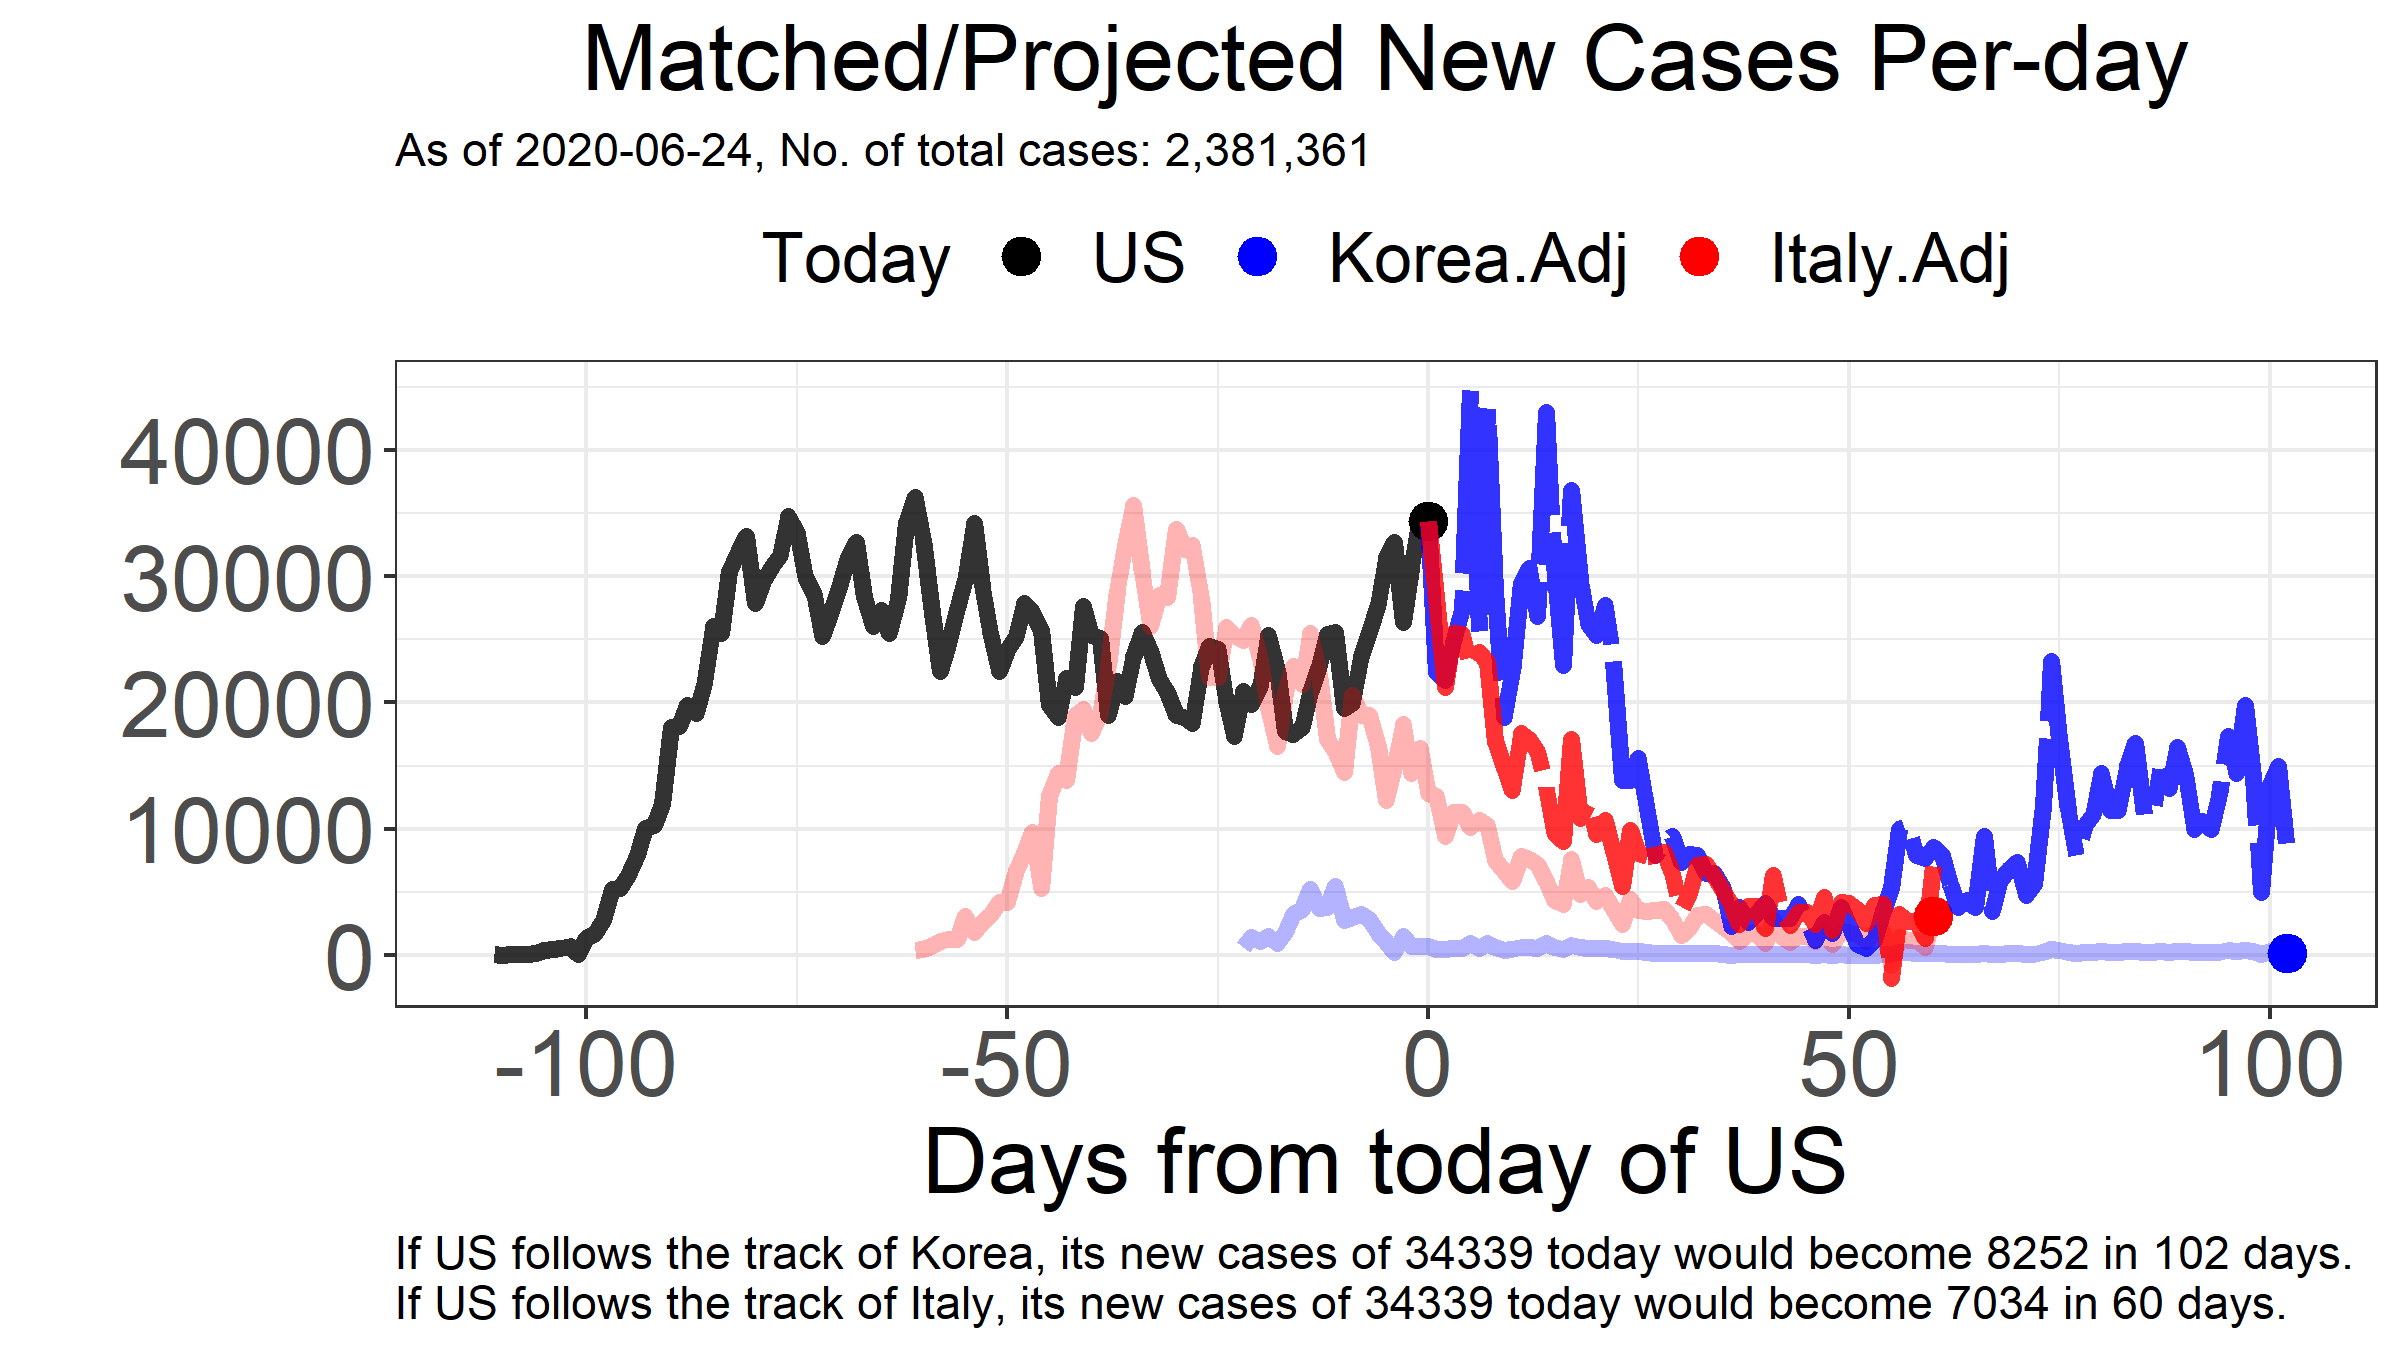 Matched/Projected New Cases Per-day
As of 2020-06-24, No. of total cases: 2,381,361
Today US Korea.Adj Italy.Adj
40000
30000
20000
10000
0
-100 -50 0 50 100
Days from today of US
If US follows the track of Korea, its new cases of 34339 today would become 8252 in 102 days.
If US follows the track of Italy, its new cases of 34339 today would become 7034 in 60 days.